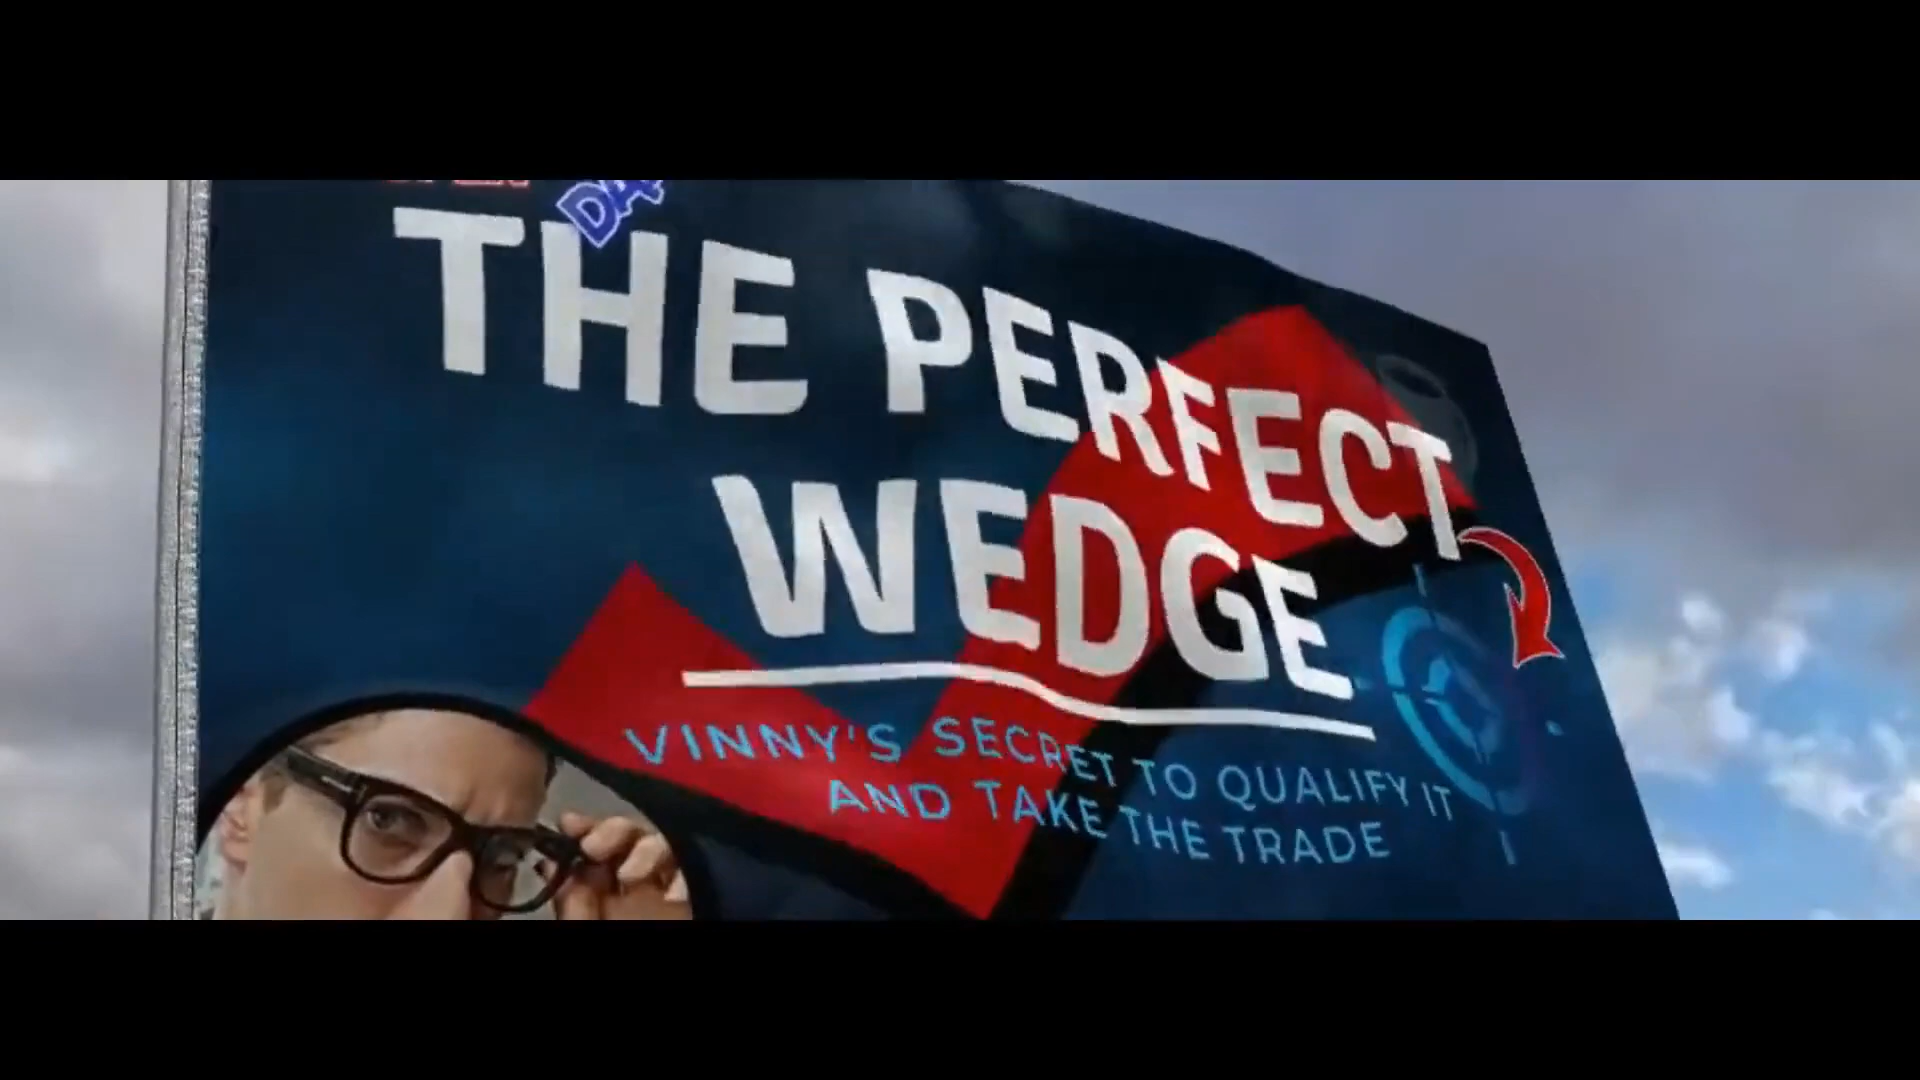 THE PERFECT
WEDGE
VINNY'S SECRET TO QUALIFY IT
AND TAKE THE TRADE